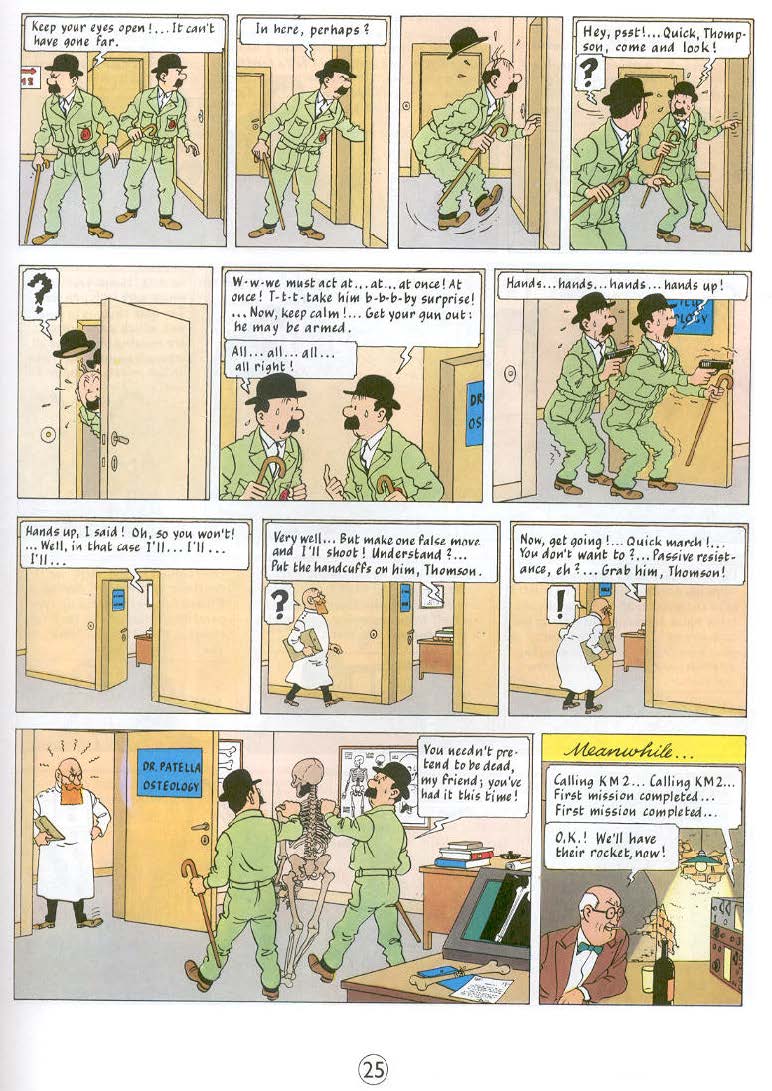 Keep your eyes open!... It can't
have gone far.
In here, perhaps?
Hey, psst!... Quick, Thomp-
son, come and look!
?
?
W-w-we must act at... at... at once! At
once! T-t-t-take him b-b-b-by surprise!
... Now, keep calm!... Get your gun out:
he may be armed.
All... all... all...
all right!
DR
OS
Hands... hands... hands... hands up!
Hands up, I said! Oh, so you won't!
... Well, in that case I'll... I'll...
I'll...
Very well... But make one false move
and I'll shoot! Understand?...
Put the handcuffs on him, Thomson.
?
Now, get going!... Quick march!...
You don't want to?... Passive resist-
ance, eh?... Grab him, Thomson!
!
DR. PATELLA
OSTEOLOGY
You needn't pre-
tend to be dead,
my friend; you've
had it this time!
Meanwhile...
Calling KM2... Calling KM2...
First mission completed...
First mission completed...
O.K.! We'll have
their rocket, now!
25